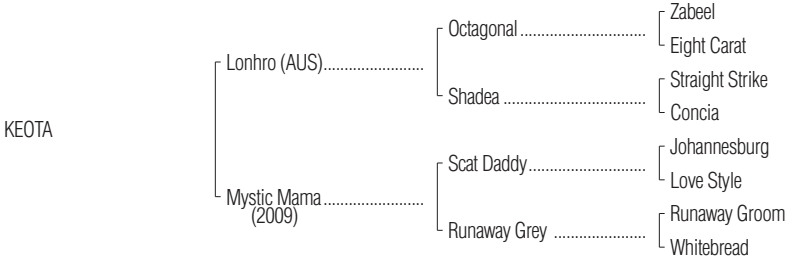 Zabeel
Octagonal ..............................
Eight Carat
Lonhro (AUS)........................
Straight Strike
Shadea ..................................
Concia
KEOTA
Johannesburg
Scat Daddy............................
Love Style
Mystic Mama........................
(2009)
Runaway Groom
Runaway Grey ......................
Whitebread